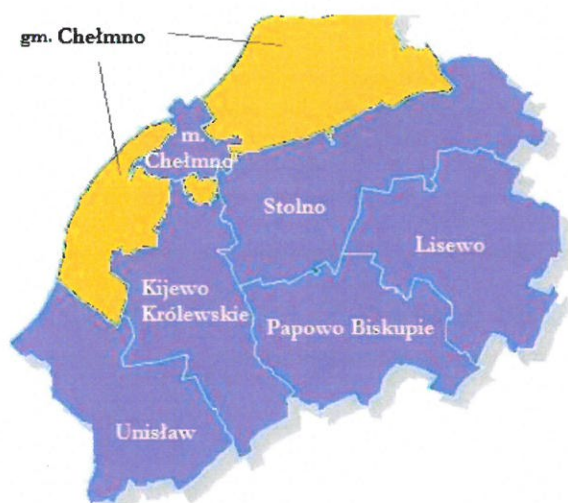 gm. Chełmno
m.
Chełmno
Stolno
Lisewo
Kijewo
Królewskie
Papowo Biskupie
Unisław